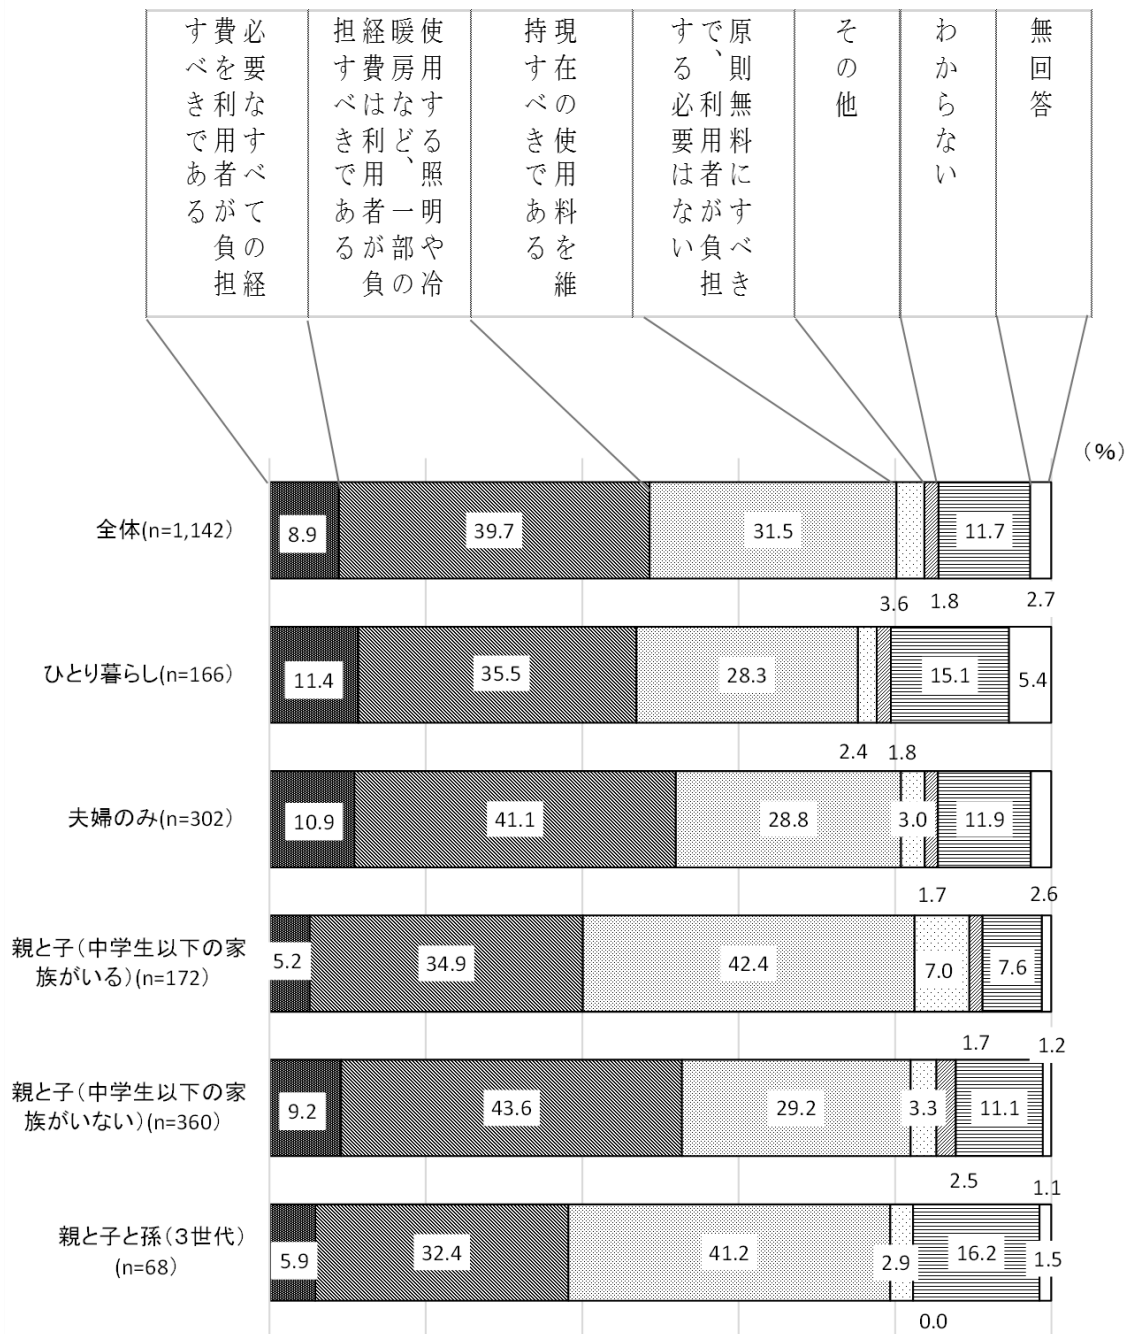 必要なすべての経
費を利用者が負担
すべきである
使用する照明や冷
暖房など、一部の
経費は利用者が負
担すべきである
現在の使用料を維
持すべきである
原則無料にすべき
で、利用者が負担
する必要はない
その他
わからない
無回答
(%)
全体(n=1,142)
8.9
39.7
31.5
11.7
3.6
1.8
2.7
ひとり暮らし(n=166)
11.4
35.5
28.3
15.1
5.4
2.4
1.8
夫婦のみ(n=302)
10.9
41.1
28.8
3.0
11.9
1.7
2.6
親と子(中学生以下の家
族がいる)(n=172)
5.2
34.9
42.4
7.0
7.6
1.7
1.2
親と子(中学生以下の家
族がいない)(n=360)
9.2
43.6
29.2
3.3
11.1
2.5
1.1
親と子と孫(3世代)
(n=68)
5.9
32.4
41.2
2.9
16.2
1.5
0.0